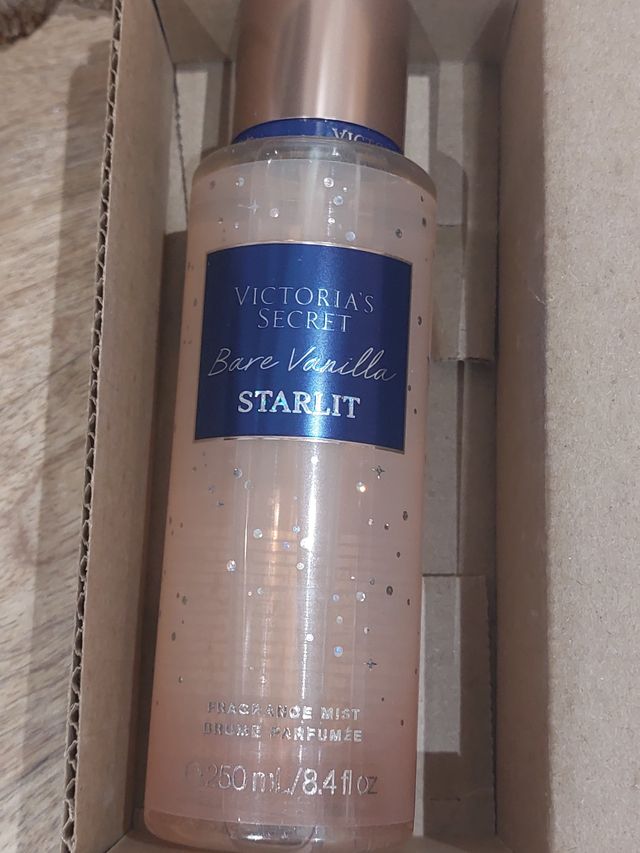 VICTORIA'S
SECRET
Bare Vanilla
STARLIT
FRAGRANCE MIST
BRUME PARFUMÉE
℮250 mL/8.4 fl oz